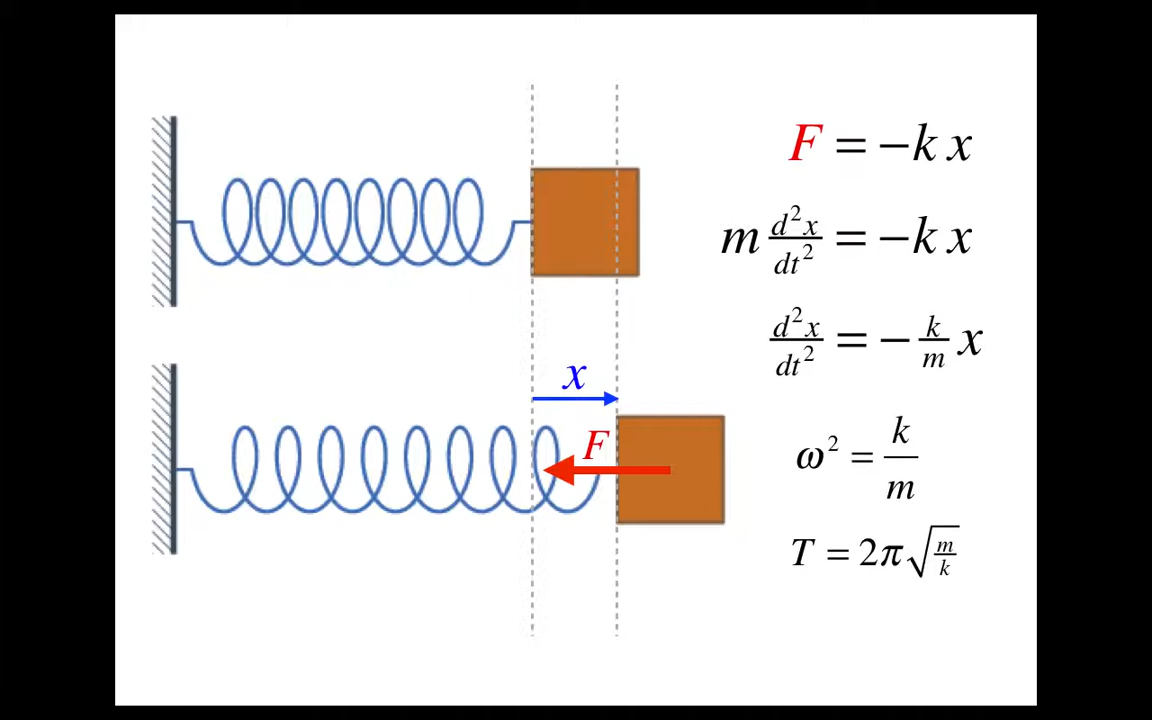 F = −k x
m d²x/dt² = −k x
d²x/dt² = − k/m x
x
F
ω² = k/m
T = 2π√(m/k)